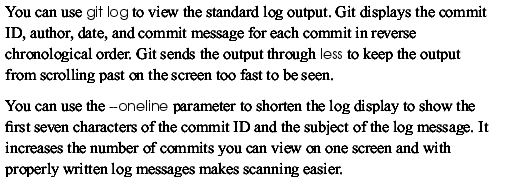 You can use git log to view the standard log output. Git displays the commit
ID, author, date, and commit message for each commit in reverse
chronological order. Git sends the output through less to keep the output
from scrolling past on the screen too fast to be seen.
You can use the --oneline parameter to shorten the log display to show the
first seven characters of the commit ID and the subject of the log message. It
increases the number of commits you can view on one screen and with
properly written log messages makes scanning easier.